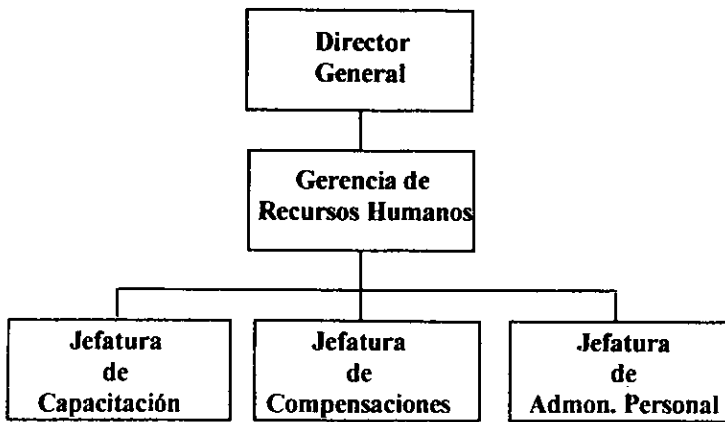 Director
General
Gerencia de
Recursos Humanos
Jefatura
de
Capacitación
Jefatura
de
Compensaciones
Jefatura
de
Admon. Personal